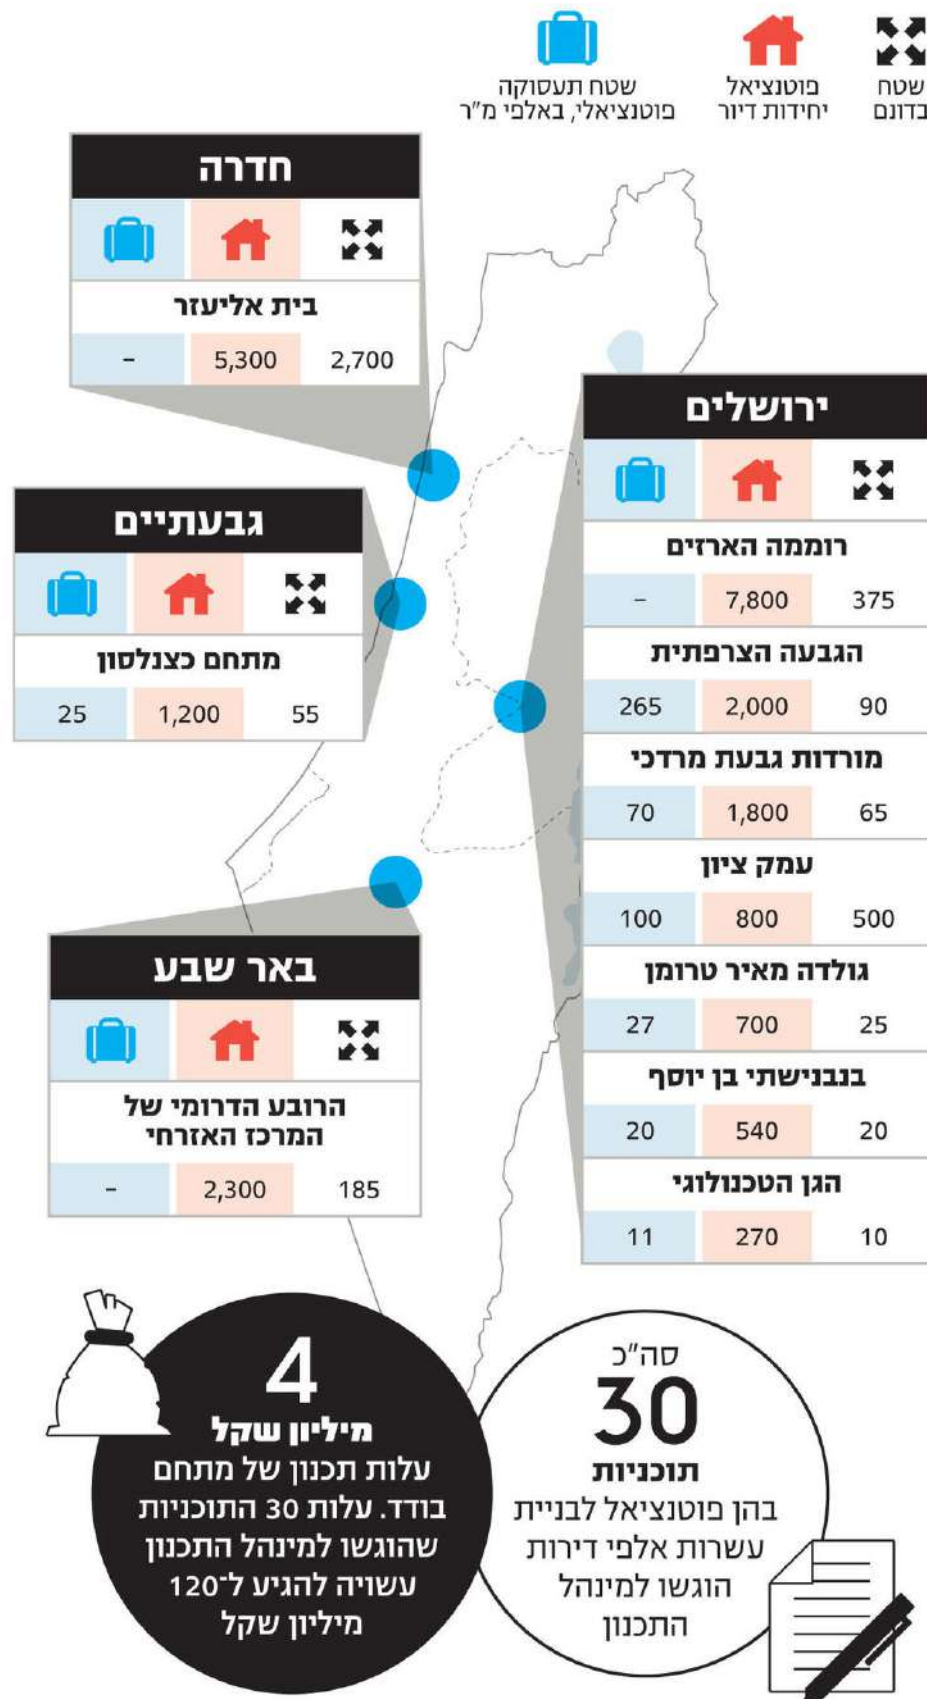 שטח
בדונם
פוטנציאל
יחידות דיור
שטח תעסוקה
פוטנציאלי, באלפי מ"ר
חדרה
בית אליעזר
2,700 5,300 –
ירושלים
רוממה הארזים
375 7,800 –
הגבעה הצרפתית
90 2,000 265
מורדות גבעת מרדכי
65 1,800 70
עמק ציון
500 800 100
גולדה מאיר טרומן
25 700 27
בנבנישתי בן יוסף
20 540 20
הגן הטכנולוגי
10 270 11
גבעתיים
מתחם כצנלסון
55 1,200 25
באר שבע
הרובע הדרומי של
המרכז האזרחי
185 2,300 –
סה"כ
30
תוכניות
בהן פוטנציאל לבניית
עשרות אלפי דירות
הוגשו למינהל
התכנון
4
מיליון שקל
עלות תכנון של מתחם
בודד. עלות 30 התוכניות
שהוגשו למינהל התכנון
עשויה להגיע ל־120
מיליון שקל